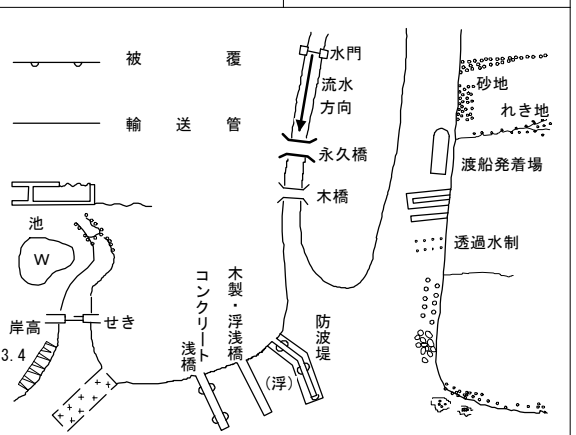 被覆
輸送管
水門
流水
方向
永久橋
木橋
砂地
れき地
渡船発着場
透過水制
池
W
岸高
せき
3.4
コンクリート
浅橋
木製・浮浅橋
(浮)
防波堤